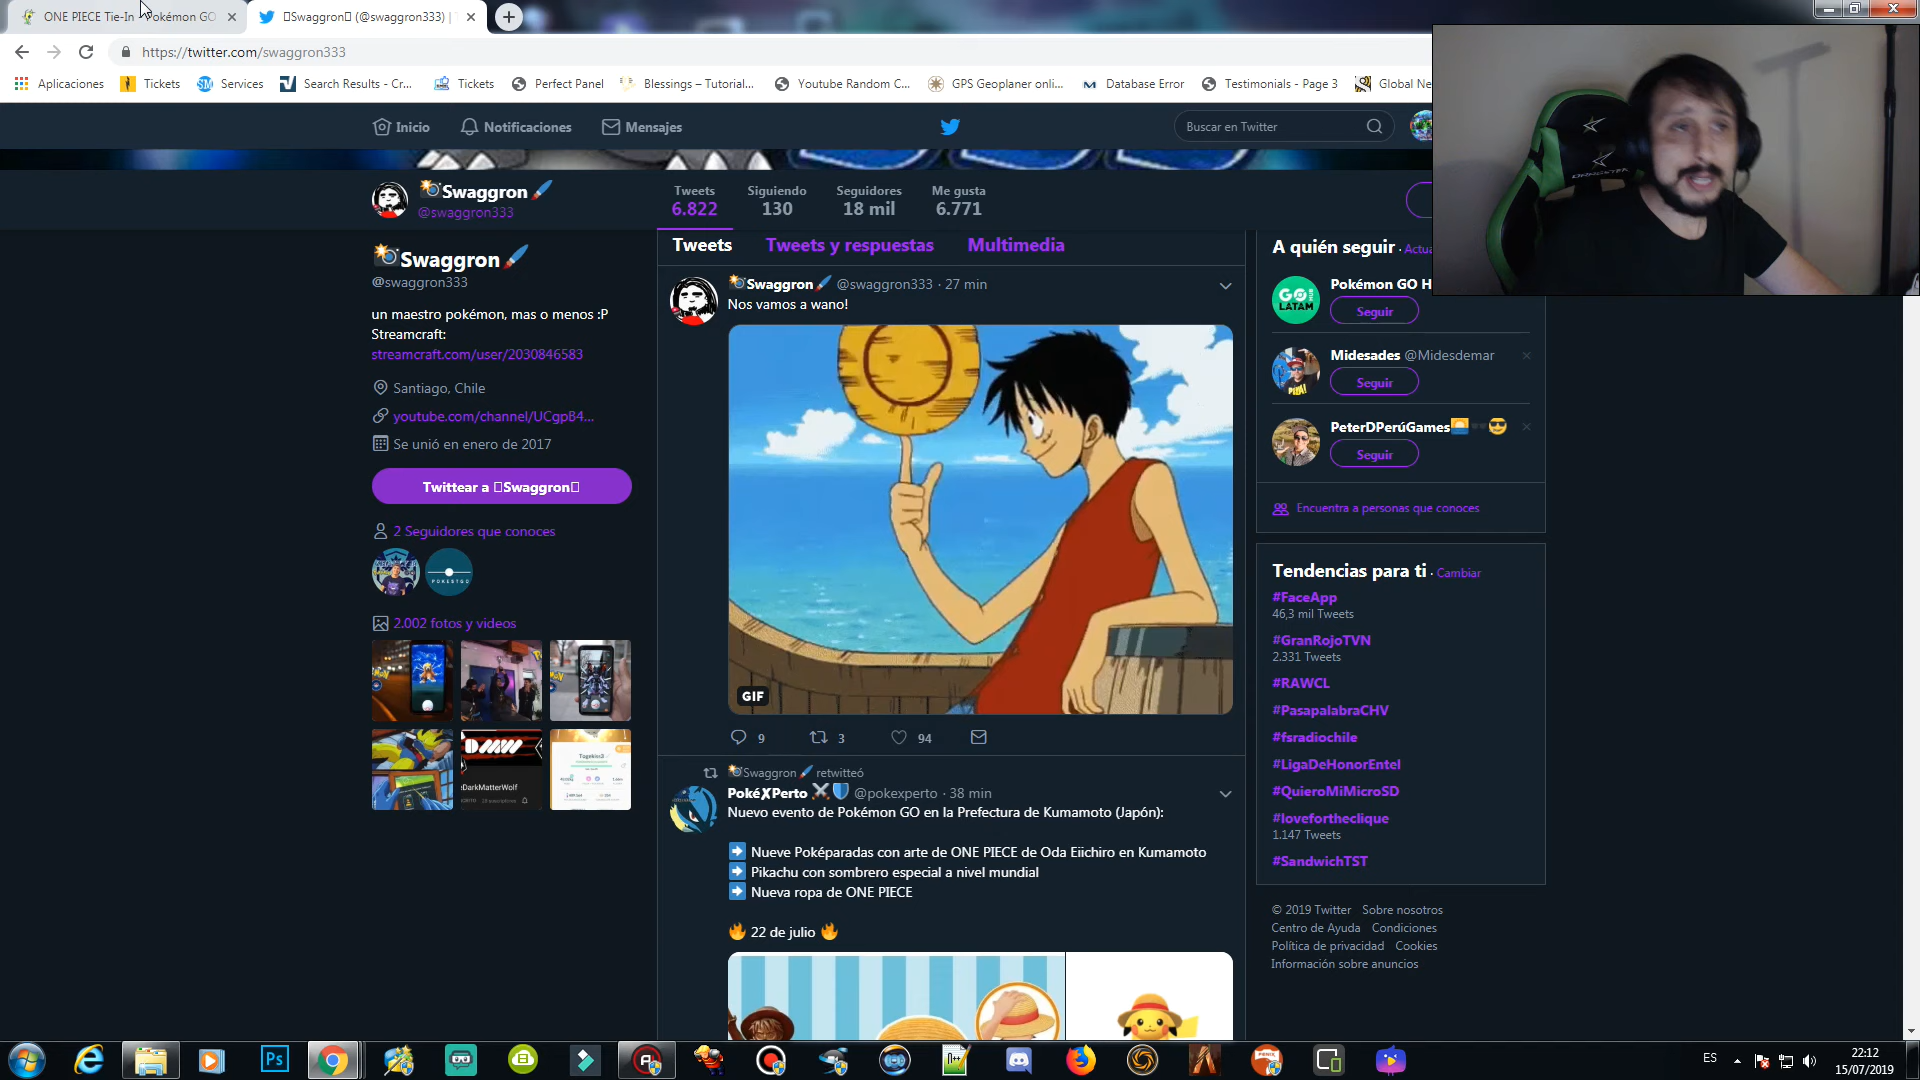 ONE PIECE Tie-In Pokémon GO
Swaggron (@swaggron333) |
https://twitter.com/swaggron333
Aplicaciones
Tickets
SM Services
Search Results - Cr...
Tickets
Perfect Panel
Blessings – Tutorial...
Youtube Random C...
GPS Geoplaner onli...
Database Error
Testimonials - Page 3
Global Ne
Inicio
Notificaciones
Mensajes
Buscar en Twitter
Swaggron
@swaggron333
Tweets
6.822
Siguiendo
130
Seguidores
18 mil
Me gusta
6.771
Swaggron
@swaggron333
un maestro pokémon, mas o menos :P
Streamcraft:
streamcraft.com/user/2030846583
Santiago, Chile
youtube.com/channel/UCgpB4...
Se unió en enero de 2017
Twittear a Swaggron
2 Seguidores que conoces
POKESTGO
2.002 fotos y videos
DarkMatterWolf
Togekiss3
Tweets
Tweets y respuestas
Multimedia
Swaggron @swaggron333 · 27 min
Nos vamos a wano!
GIF
9
3
94
Swaggron retwitteó
PokéXPerto @pokexperto · 38 min
Nuevo evento de Pokémon GO en la Prefectura de Kumamoto (Japón):
Nueve Poképaradas con arte de ONE PIECE de Oda Eiichiro en Kumamoto
Pikachu con sombrero especial a nivel mundial
Nueva ropa de ONE PIECE
22 de julio
A quién seguir · Actua
GO HUB
LATAM
Pokémon GO H
Seguir
Midesades @Midesdemar
Seguir
PeterDPerúGames
Seguir
Encuentra a personas que conoces
Tendencias para ti · Cambiar
#FaceApp
46,3 mil Tweets
#GranRojoTVN
2.331 Tweets
#RAWCL
#PasapalabraCHV
#fsradiochile
#LigaDeHonorEntel
#QuieroMiMicroSD
#lovefortheclique
1.147 Tweets
#SandwichTST
© 2019 Twitter Sobre nosotros
Centro de Ayuda Condiciones
Política de privacidad Cookies
Información sobre anuncios
Ps
ES
22:12
15/07/2019